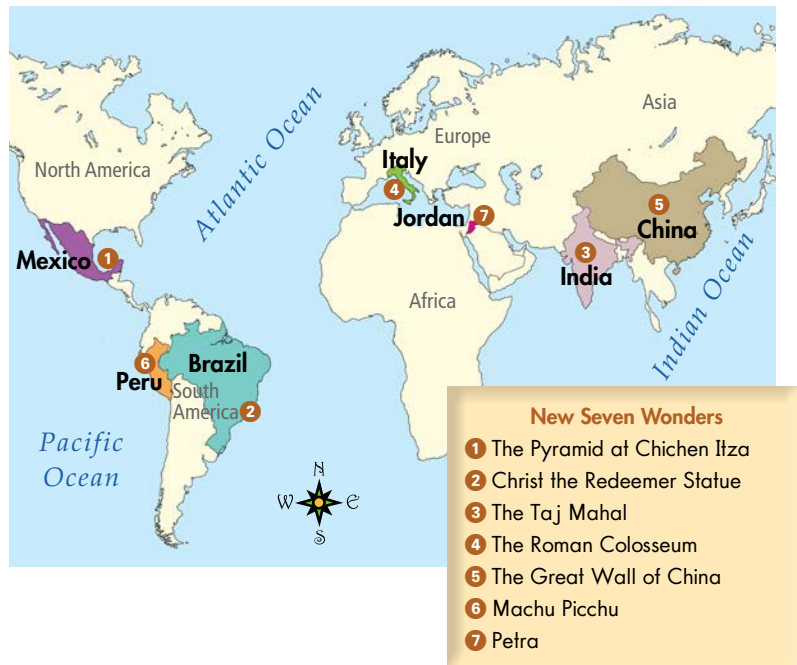 North America
Atlantic Ocean
Europe
Asia
Italy
4
Jordan
7
5
China
Mexico
1
3
India
Africa
Indian Ocean
6
Peru
Brazil
South
America
2
Pacific
Ocean
N
W
E
S
New Seven Wonders
1 The Pyramid at Chichen Itza
2 Christ the Redeemer Statue
3 The Taj Mahal
4 The Roman Colosseum
5 The Great Wall of China
6 Machu Picchu
7 Petra